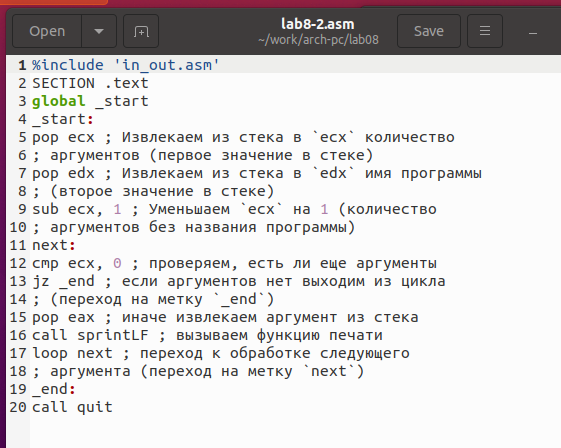 Open
lab8-2.asm
~/work/arch-pc/lab08
Save
1 %include 'in_out.asm'
2 SECTION .text
3 global _start
4 _start:
5 pop ecx ; Извлекаем из стека в `ecx` количество
6 ; аргументов (первое значение в стеке)
7 pop edx ; Извлекаем из стека в `edx` имя программы
8 ; (второе значение в стеке)
9 sub ecx, 1 ; Уменьшаем `ecx` на 1 (количество
10 ; аргументов без названия программы)
11 next:
12 cmp ecx, 0 ; проверяем, есть ли еще аргументы
13 jz _end ; если аргументов нет выходим из цикла
14 ; (переход на метку `_end`)
15 pop eax ; иначе извлекаем аргумент из стека
16 call sprintLF ; вызываем функцию печати
17 loop next ; переход к обработке следующего
18 ; аргумента (переход на метку `next`)
19 _end:
20 call quit